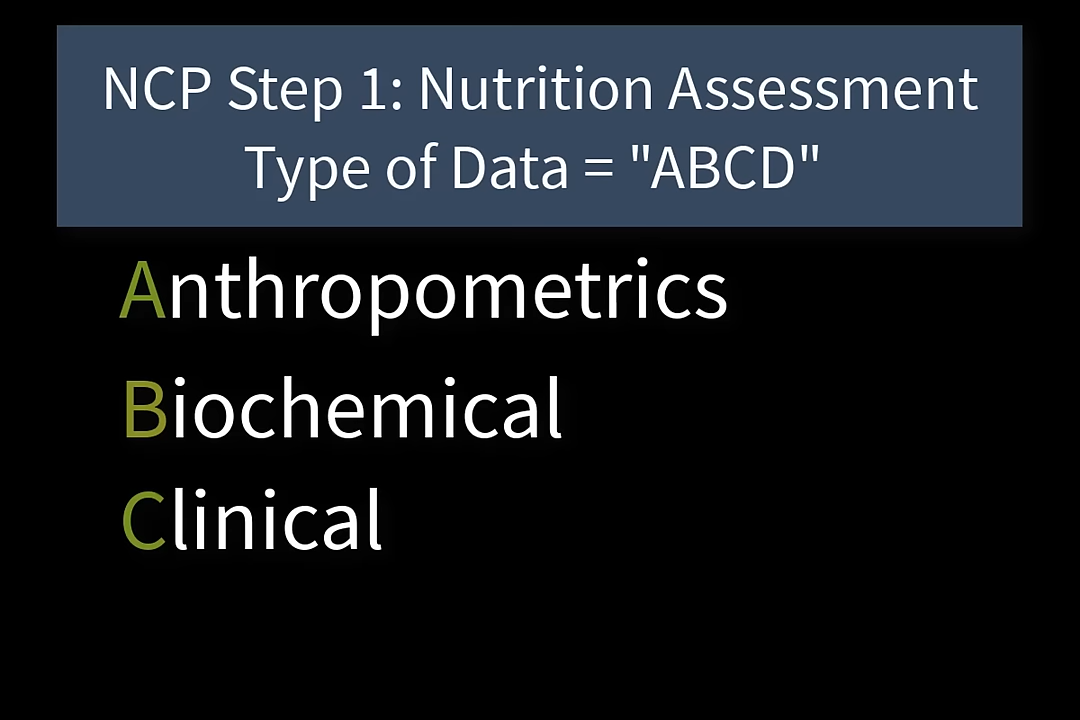 NCP Step 1: Nutrition Assessment
Type of Data = "ABCD"
Anthropometrics
Biochemical
Clinical